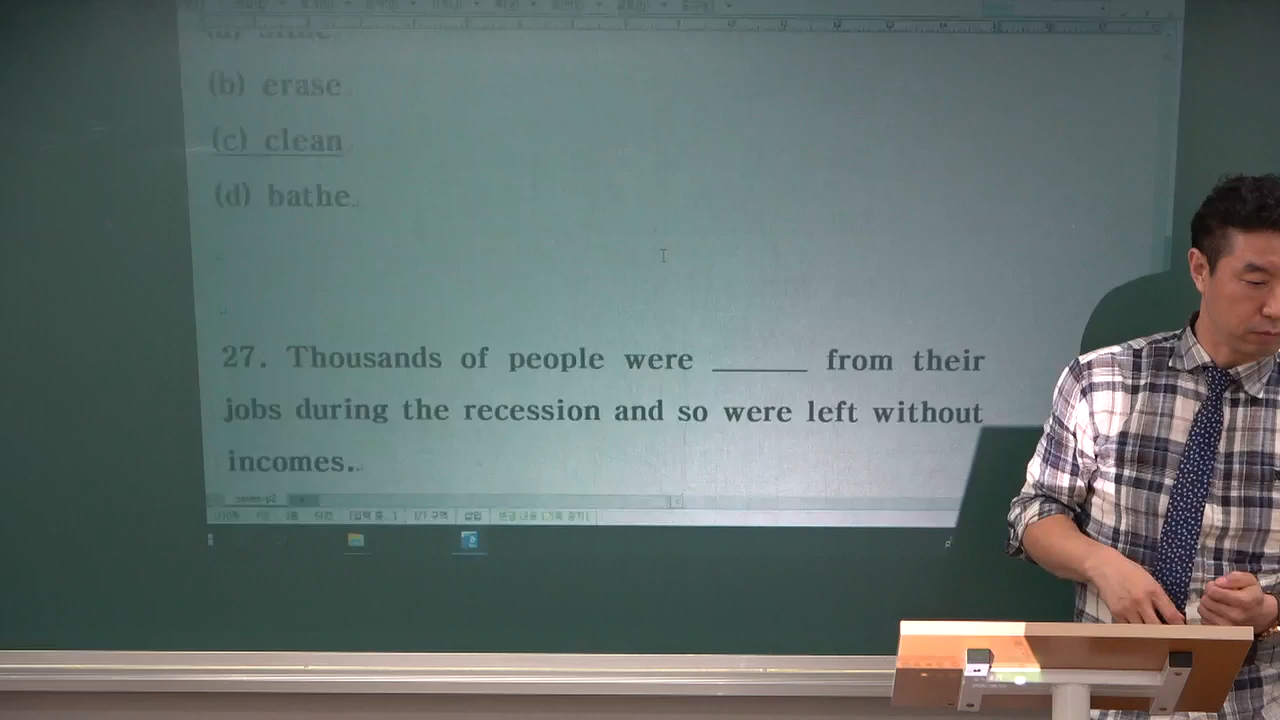 (b) erase
(c) clean
(d) bathe
27. Thousands of people were ______ from their
jobs during the recession and so were left without
incomes.